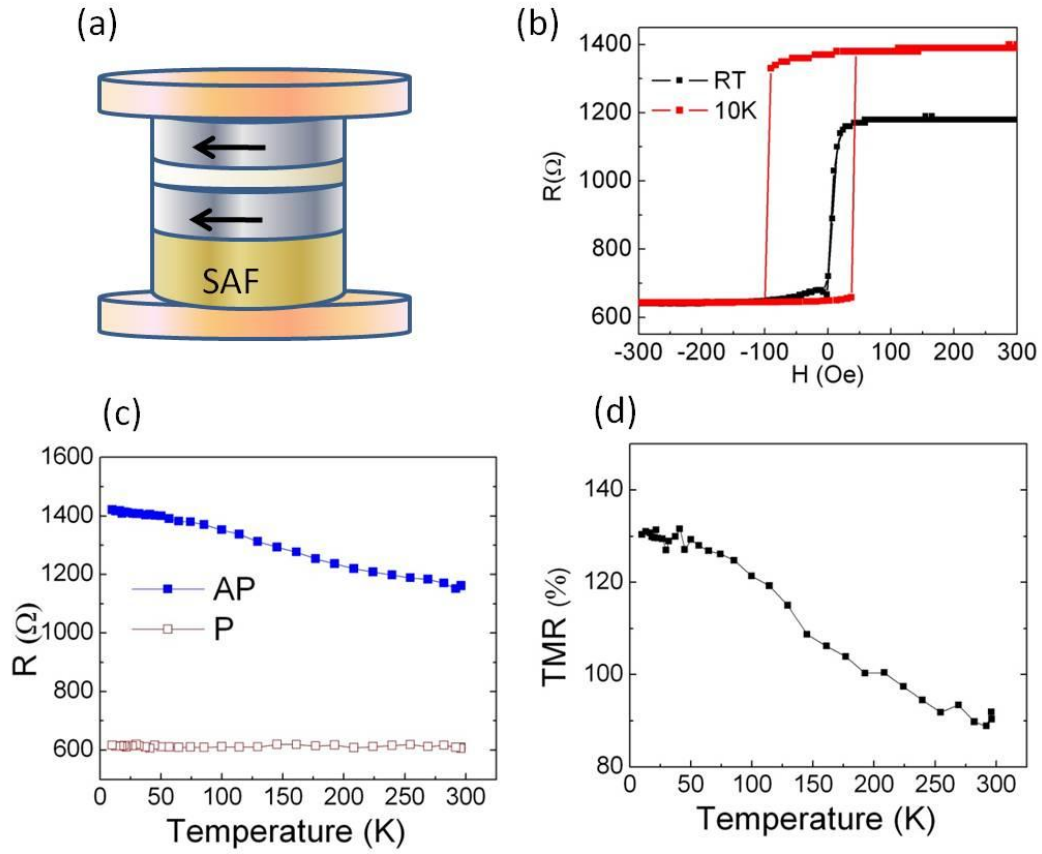 (a)
SAF
(b)
1400
1200
1000
800
600
R(Ω)
RT
10K
-300 -200 -100 0 100 200 300
H (Oe)
(c)
1600
1400
1200
1000
800
600
R (Ω)
AP
P
0 50 100 150 200 250 300
Temperature (K)
(d)
140
120
100
80
TMR (%)
0 50 100 150 200 250 300
Temperature (K)